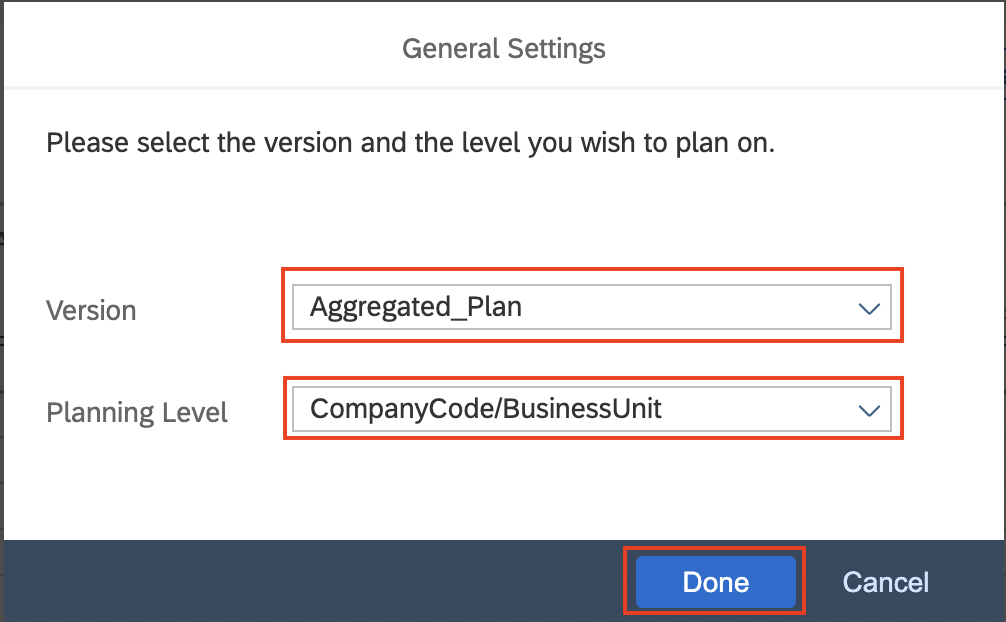 General Settings
Please select the version and the level you wish to plan on.
Version
Aggregated_Plan
Planning Level
CompanyCode/BusinessUnit
Done
Cancel